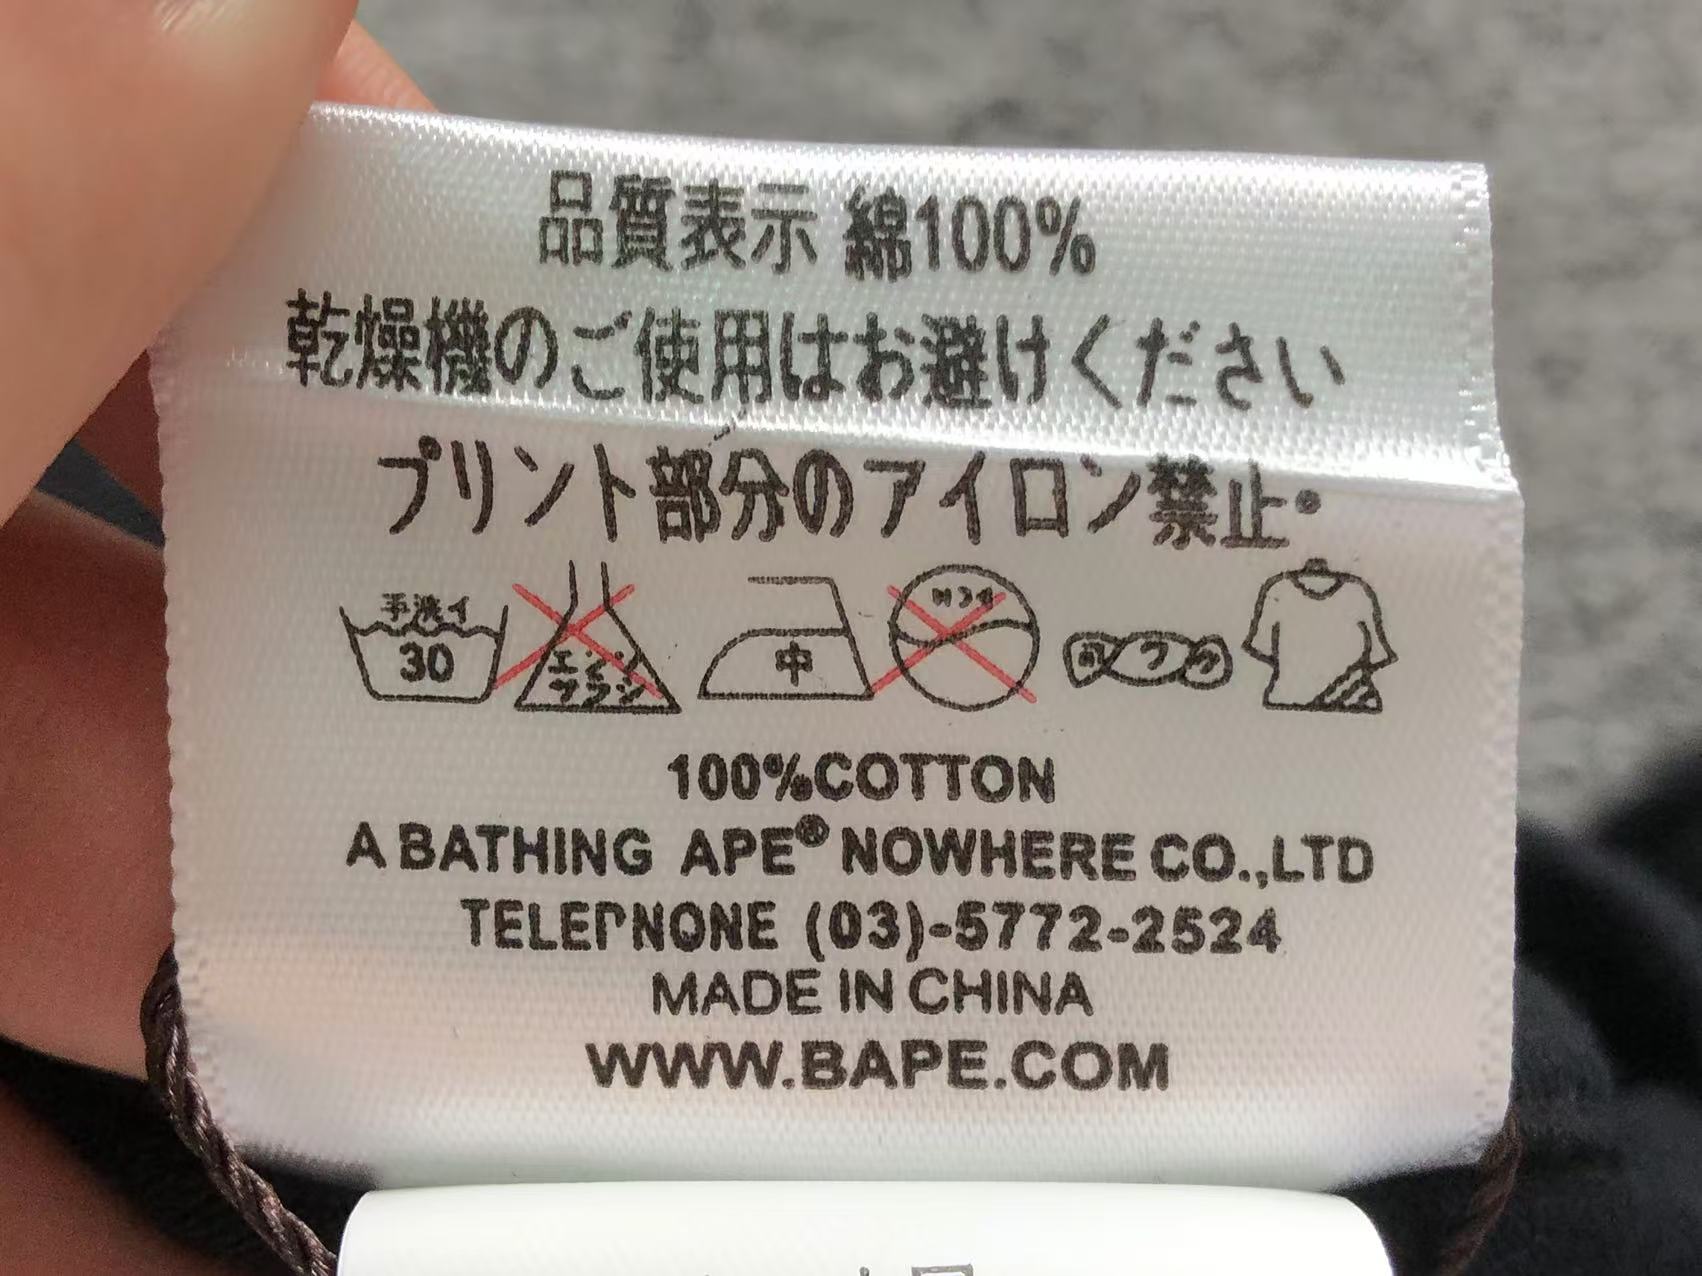 品質表示 綿100%
乾燥機のご使用はお避けください
プリント部分のアイロン禁止。
手洗イ
30
中
100%COTTON
A BATHING APE® NOWHERE CO.,LTD
TELEPNONE (03)-5772-2524
MADE IN CHINA
WWW.BAPE.COM